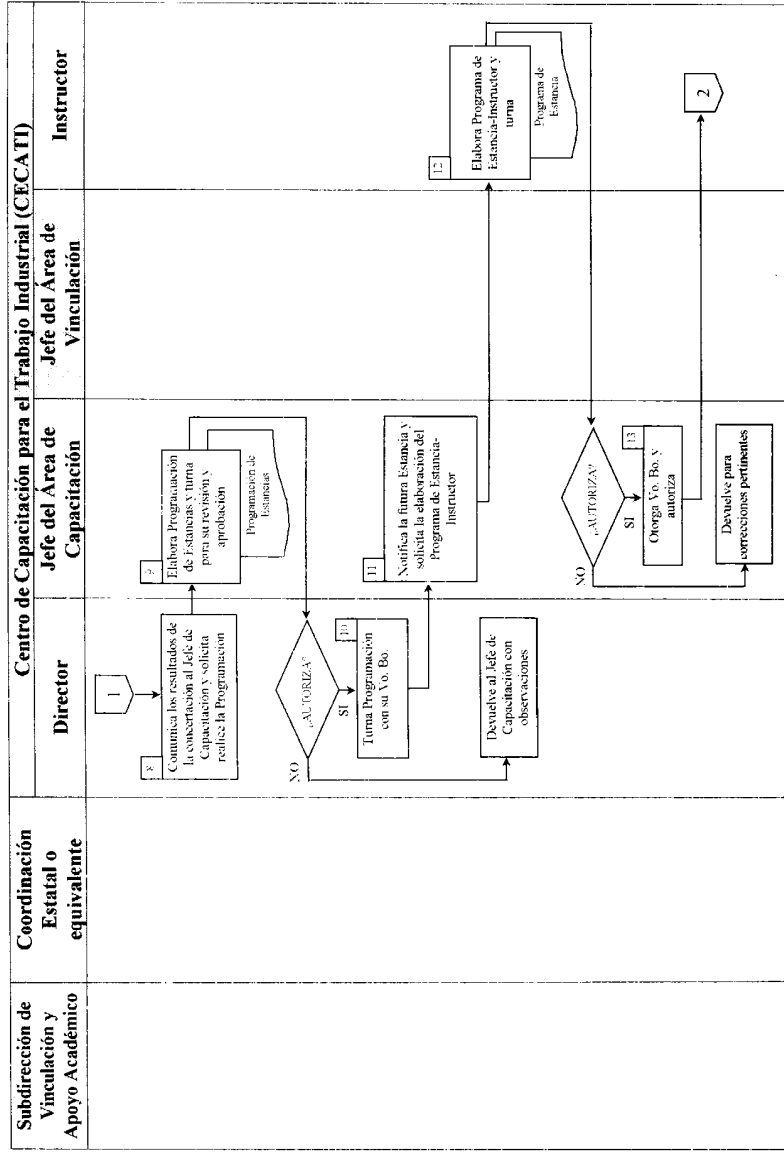 Subdirección de
Vinculación y
Apoyo Académico
Coordinación
Estatal o
equivalente
Centro de Capacitación para el Trabajo Industrial (CECATI)
Director
Jefe del Área de
Capacitación
Jefe del Área de
Vinculación
Instructor
1
8
Comunica los resultados de
la concertación al Jefe de
Capacitación y solicita
realice la Programación
9
Elabora Programación
de Estancias y turna
para su revisión y
aprobación
Programación de
Estancias
¿AUTORIZA?
NO
SI
10
Turna Programación
con su Vo. Bo.
Devuelve al Jefe de
Capacitación con
observaciones
11
Notifica la futura Estancia y
solicita la elaboración del
Programa de Estancia-
Instructor
12
Elabora Programa de
Estancia-Instructor y
turna
Programa de
Estancia
¿AUTORIZA?
NO
SI
13
Otorga Vo. Bo. y
autoriza
Devuelve para
correcciones pertinentes
2